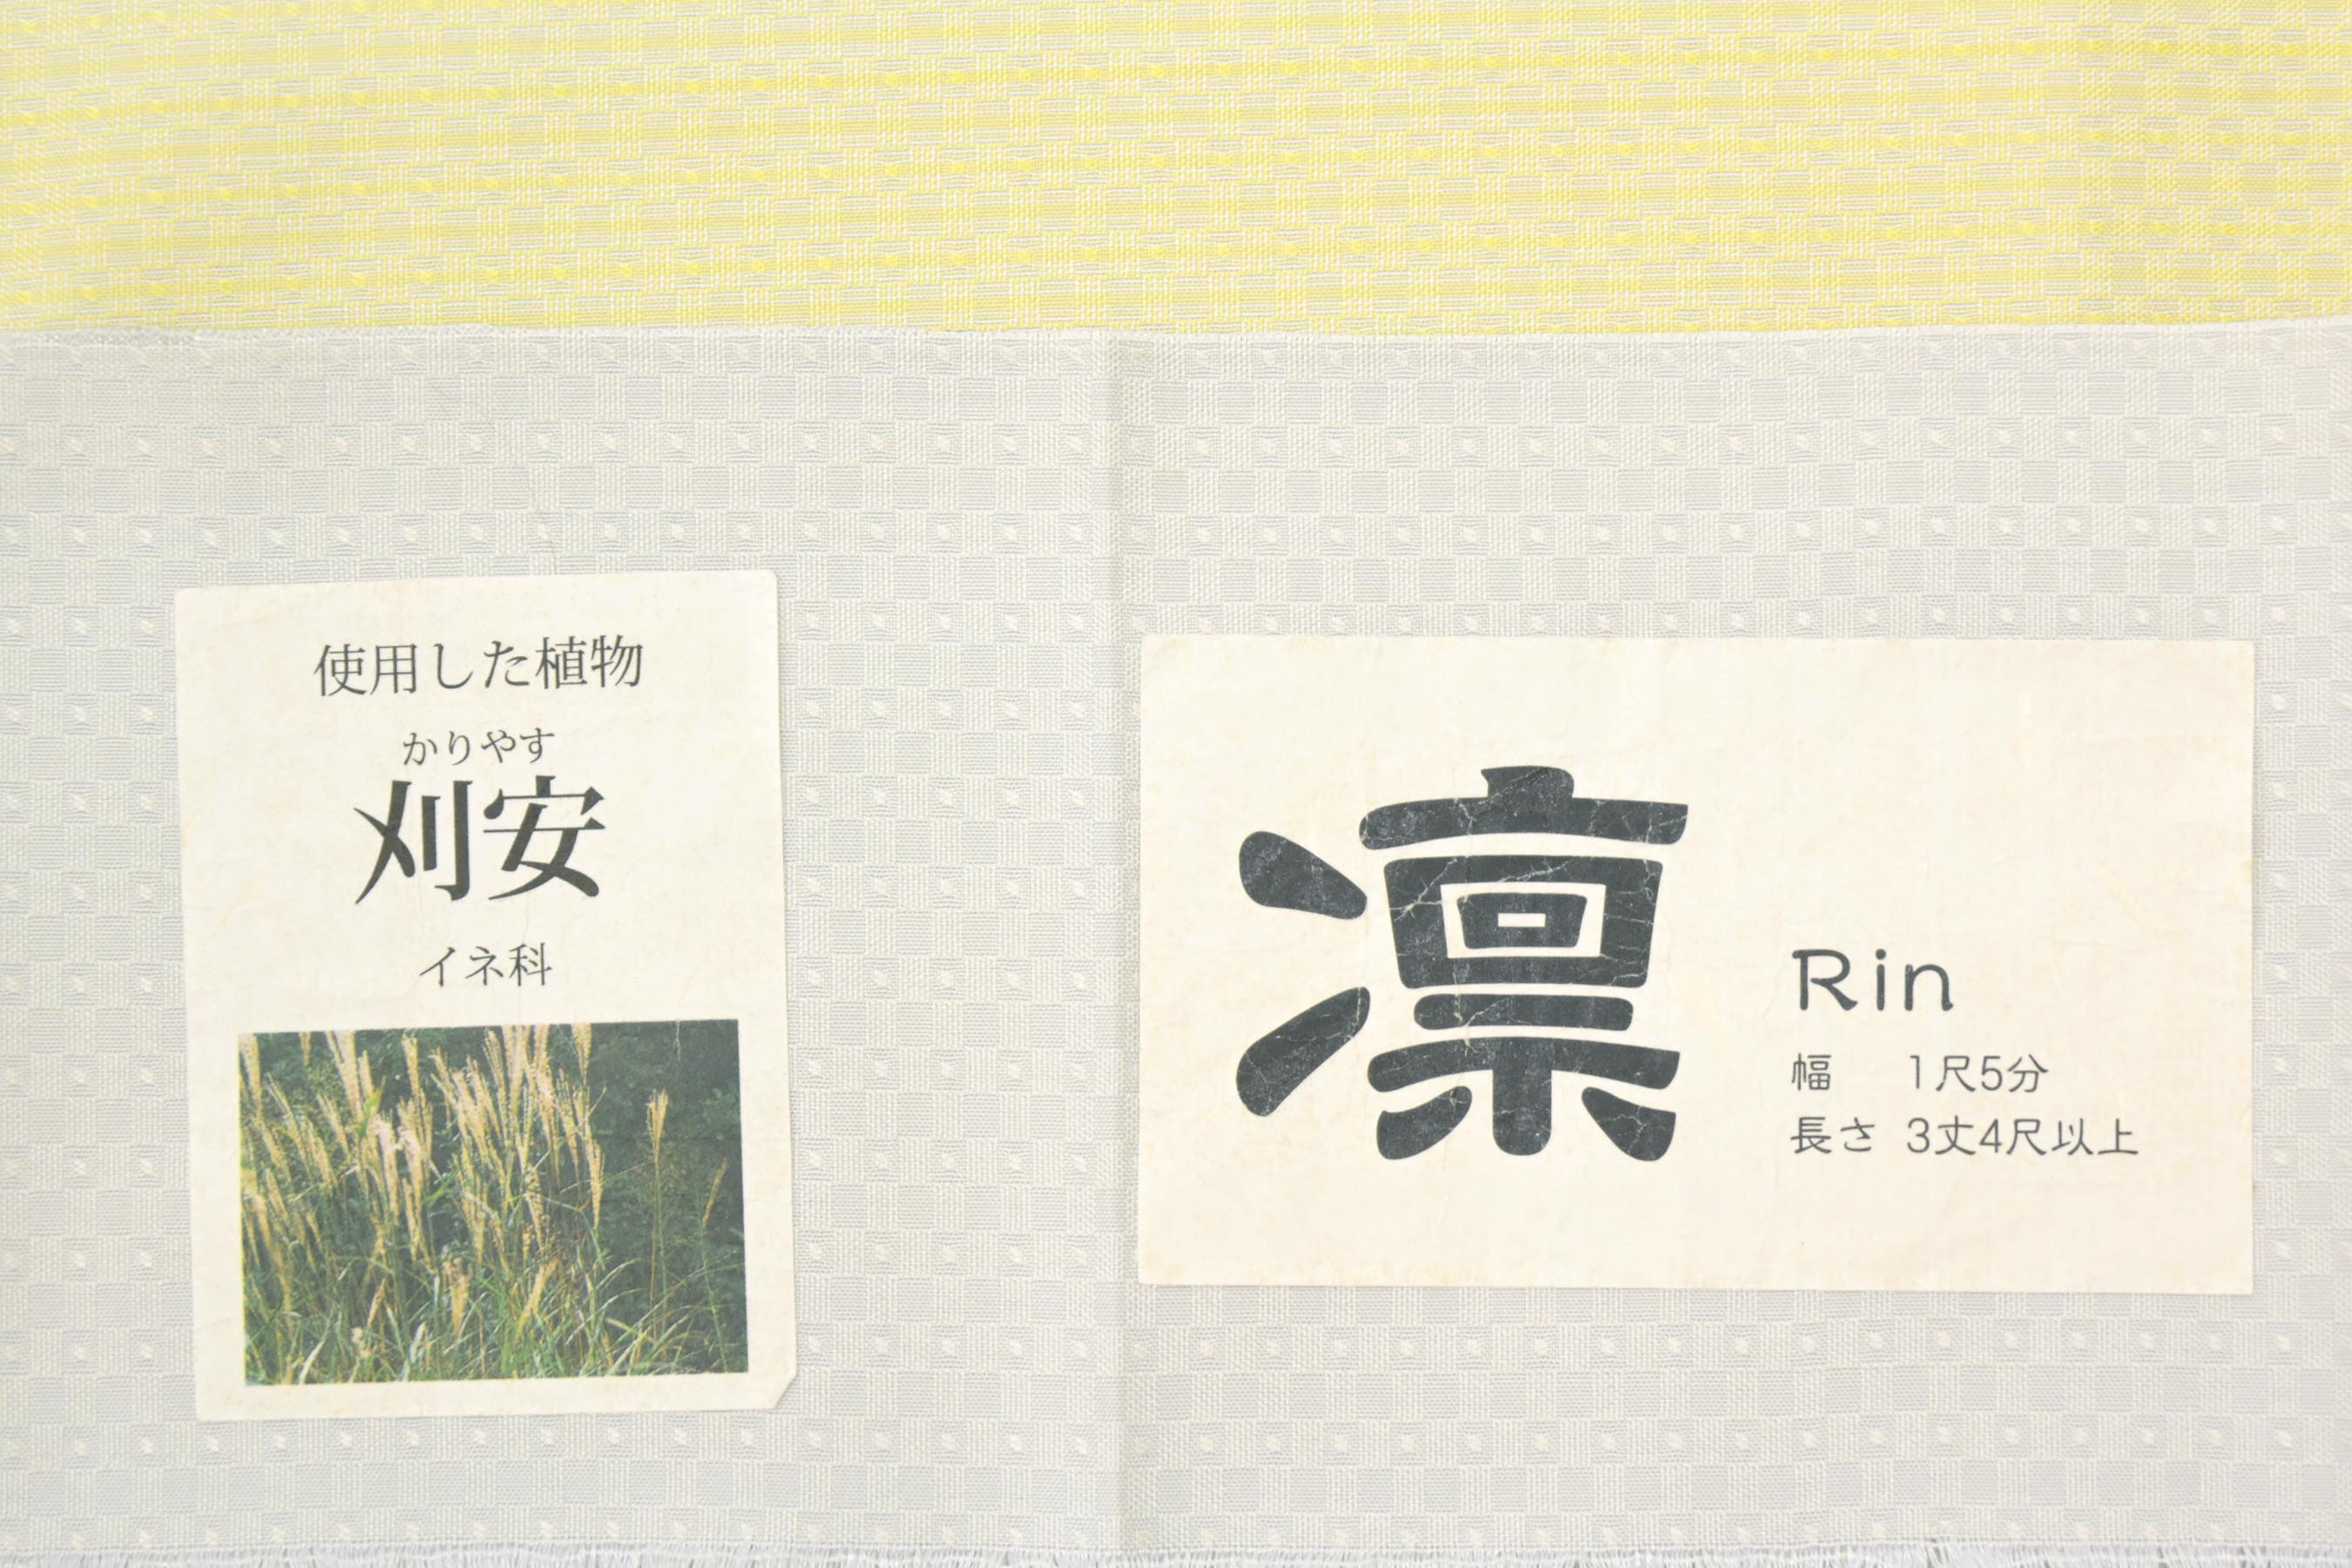 使用した植物
かりやす
刈安
イネ科
凛
Rin
幅 1尺5分
長さ 3丈4尺以上